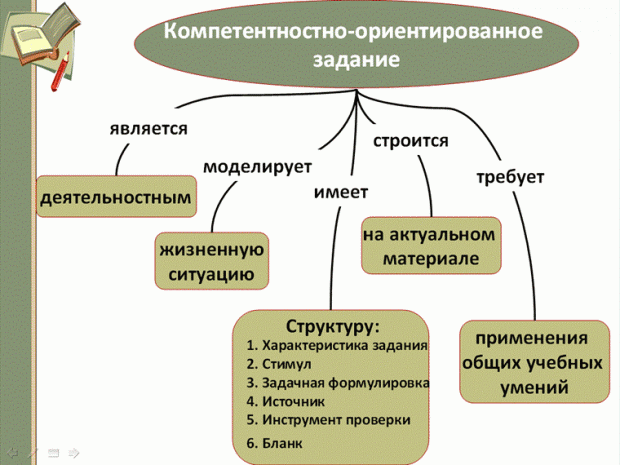 Компетентностно-ориентированное
задание
является
деятельностным
моделирует
жизненную
ситуацию
имеет
Структуру:
1. Характеристика задания
2. Стимул
3. Задачная формулировка
4. Источник
5. Инструмент проверки
6. Бланк
строится
на актуальном
материале
требует
применения
общих учебных
умений